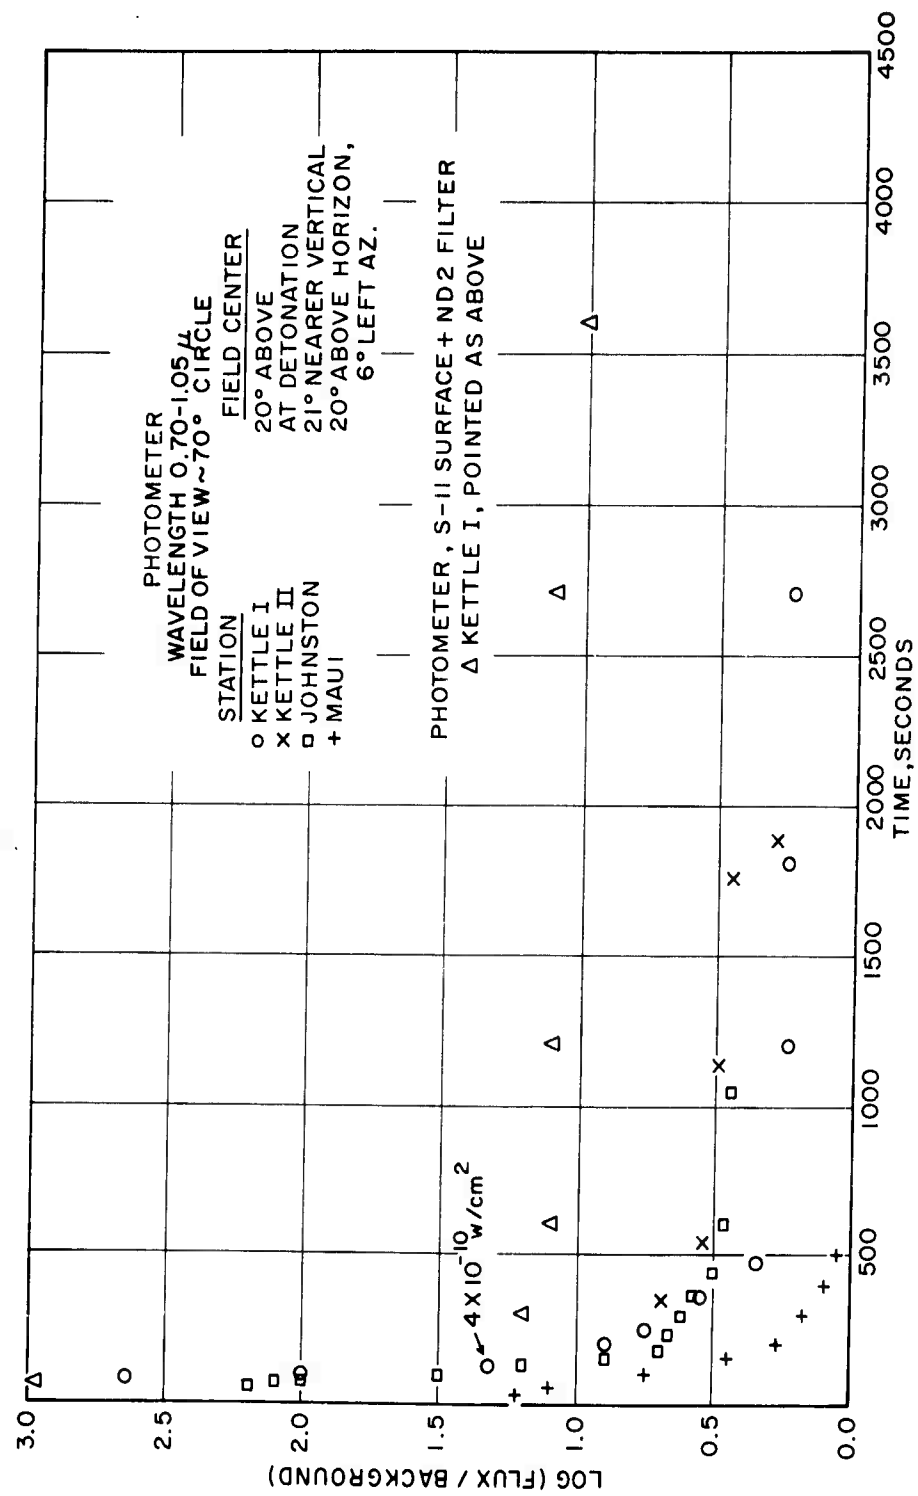 PHOTOMETER
WAVELENGTH 0.70-1.05 μ
FIELD OF VIEW ~70° CIRCLE
STATION
FIELD CENTER
O KETTLE I
20° ABOVE
X KETTLE II
AT DETONATION
□ JOHNSTON
21° NEARER VERTICAL
+ MAUI
20° ABOVE HORIZON,
6° LEFT AZ.
PHOTOMETER, S-11 SURFACE + ND2 FILTER
Δ KETTLE I, POINTED AS ABOVE
4 X 10⁻¹⁰ w/cm²
LOG (FLUX / BACKGROUND)
3.0
2.5
2.0
1.5
1.0
0.5
0.0
500
1000
1500
2000
2500
3000
3500
4000
4500
TIME, SECONDS